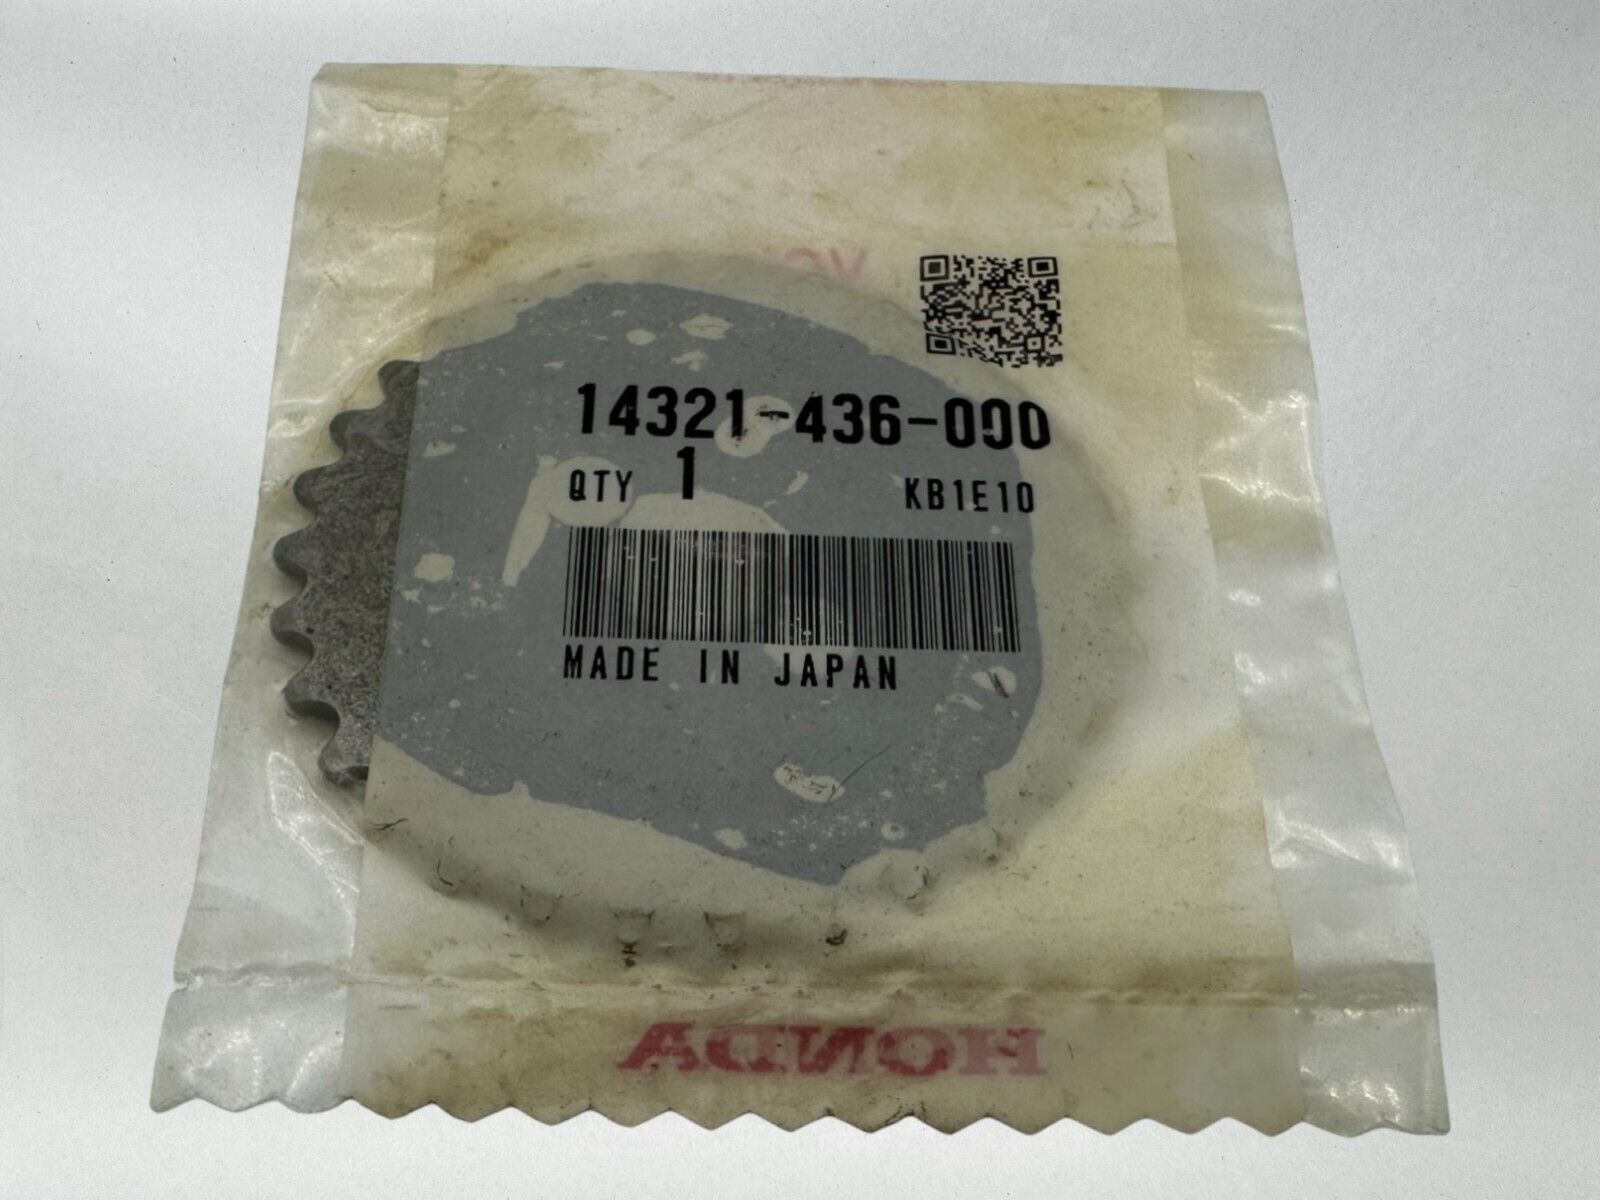 14321-436-000
QTY 1 KB1E10
MADE IN JAPAN
HONDA